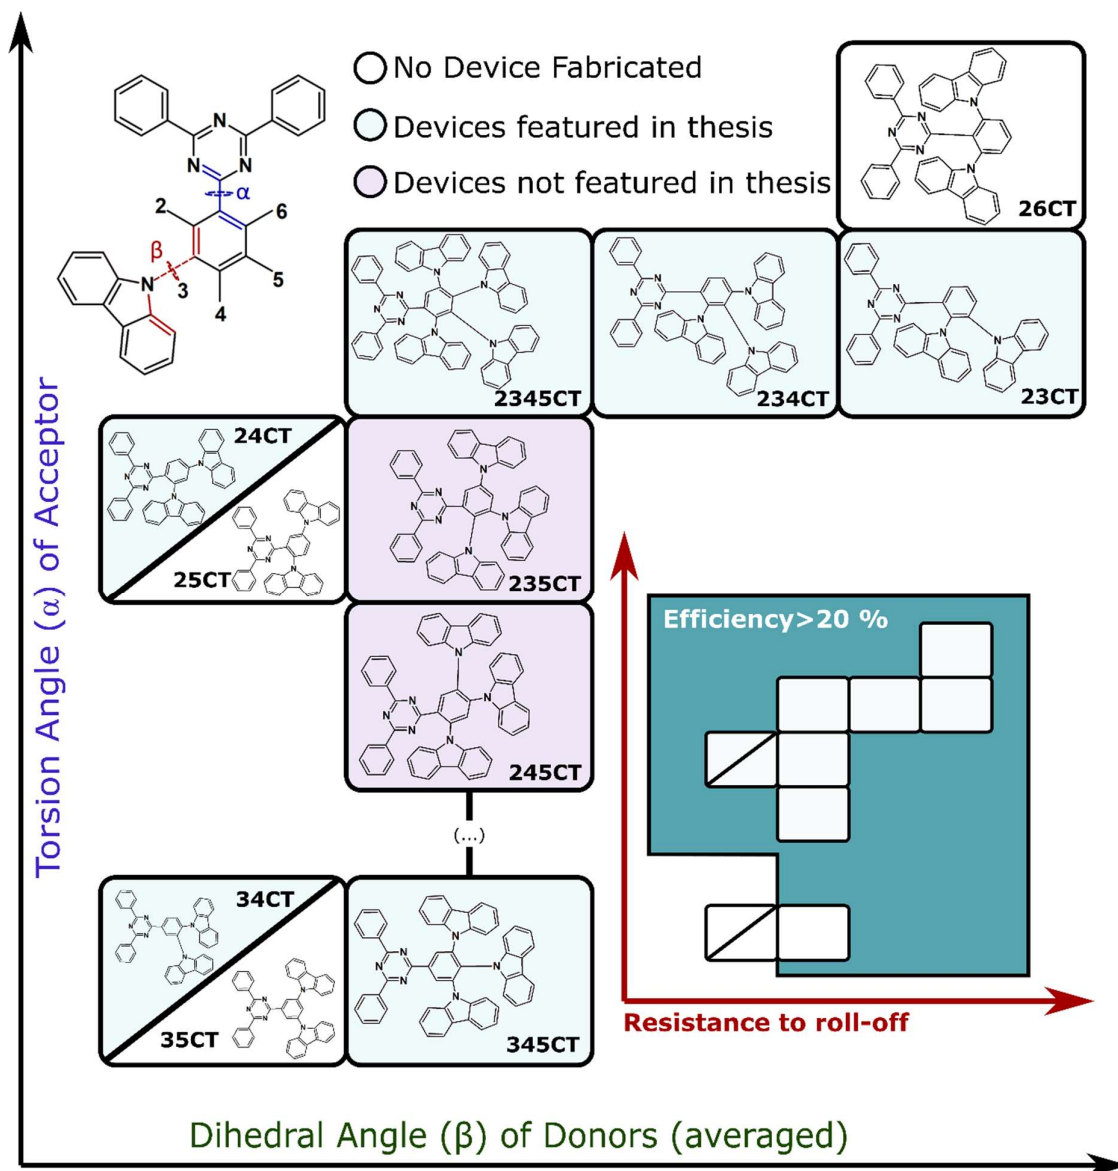 No Device Fabricated
Devices featured in thesis
Devices not featured in thesis
N
N N
α
2 6
β
N 3 5
4
26CT
2345CT
234CT
23CT
24CT
25CT
235CT
245CT
(...)
34CT
35CT
345CT
Efficiency>20 %
Resistance to roll-off
Torsion Angle (α) of Acceptor
Dihedral Angle (β) of Donors (averaged)